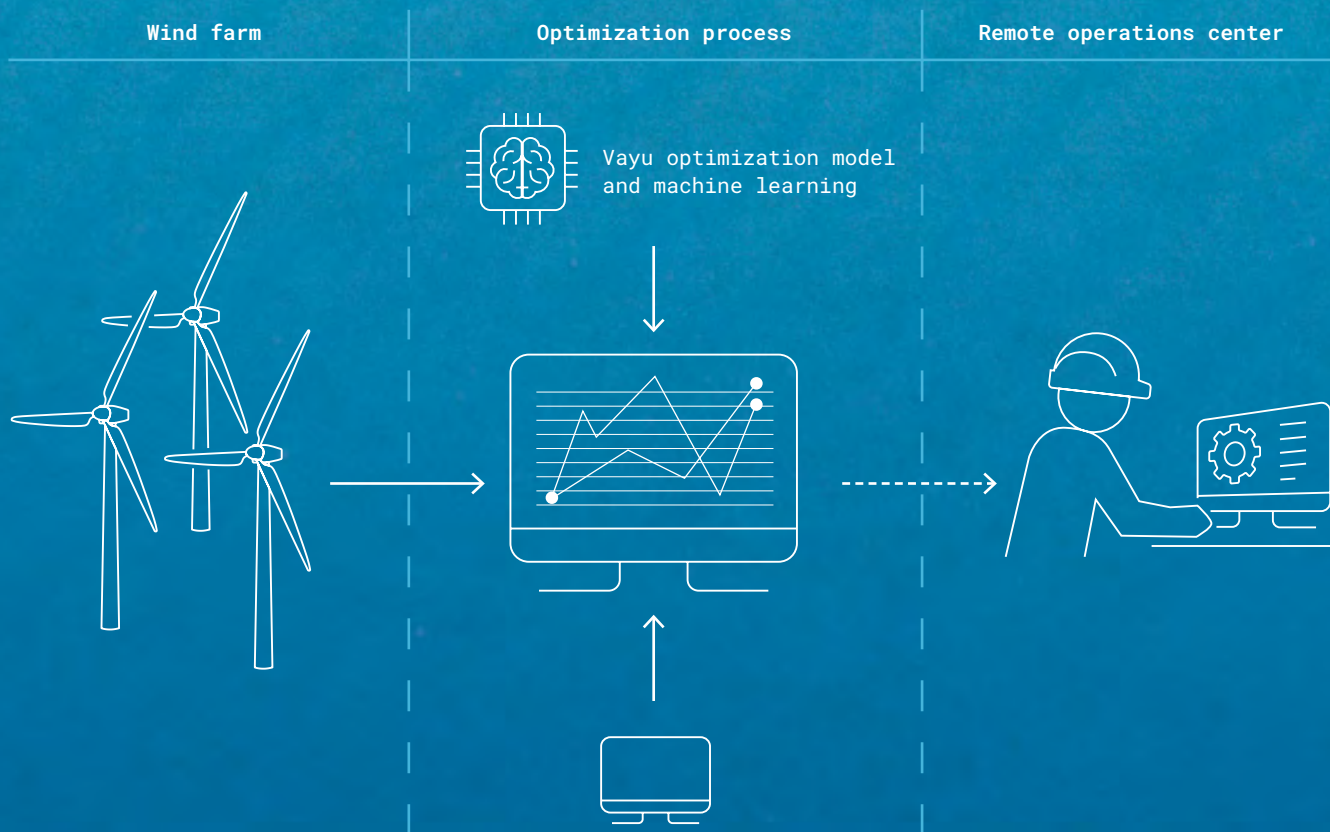 Wind farm
Optimization process
Remote operations center
Vayu optimization model
and machine learning